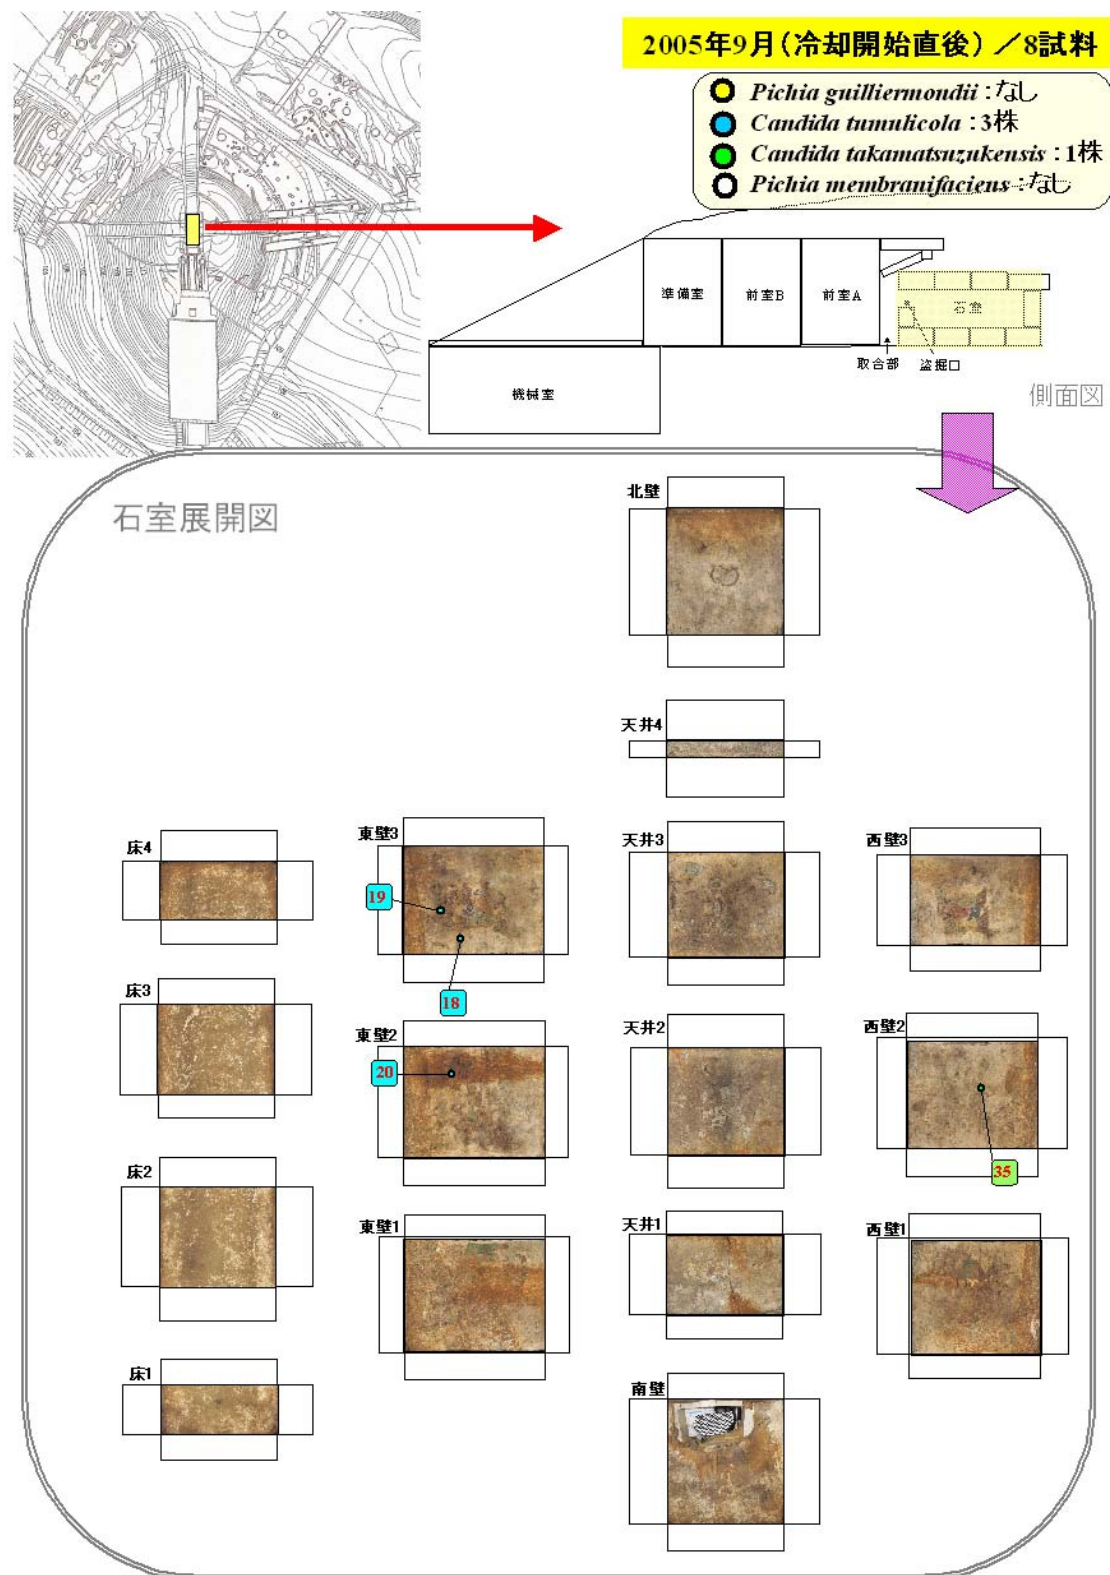 2005年9月(冷却開始直後) /8試料
Pichia guilliermondii : なし
Candida tumulicola : 3株
Candida takamatsuzukensis : 1株
Pichia membranifaciens : なし
準備室
前室B
前室A
石室
取合部
盗掘口
機械室
側面図
石室展開図
北壁
天井4
床4
東壁3
天井3
西壁3
19
18
床3
東壁2
天井2
西壁2
20
35
床2
東壁1
天井1
西壁1
床1
南壁